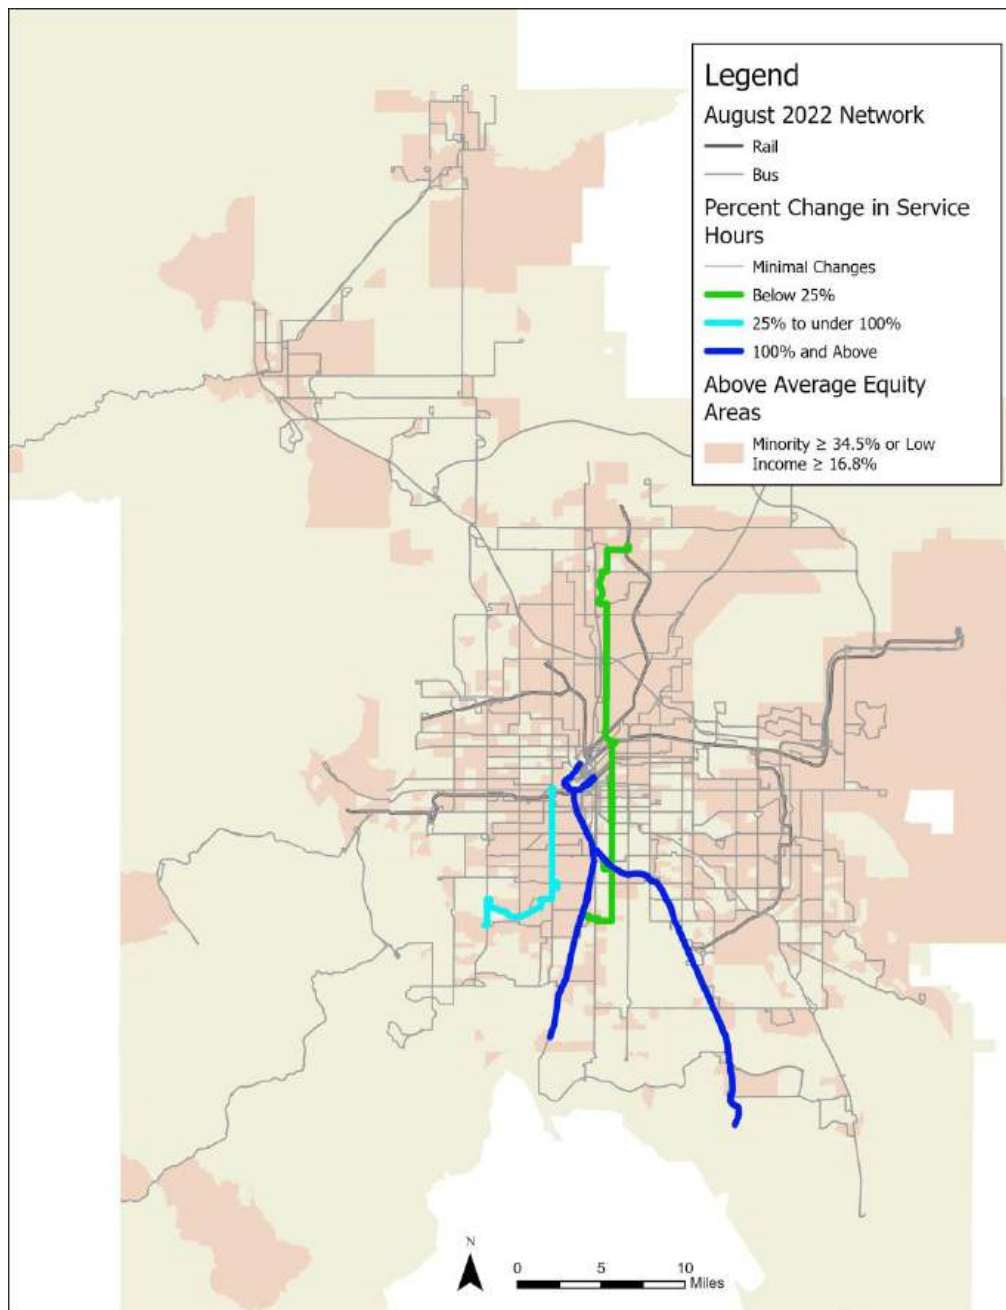 Legend
August 2022 Network
Rail
Bus
Percent Change in Service
Hours
Minimal Changes
Below 25%
25% to under 100%
100% and Above
Above Average Equity
Areas
Minority ≥ 34.5% or Low
Income ≥ 16.8%
N
0 5 10
Miles